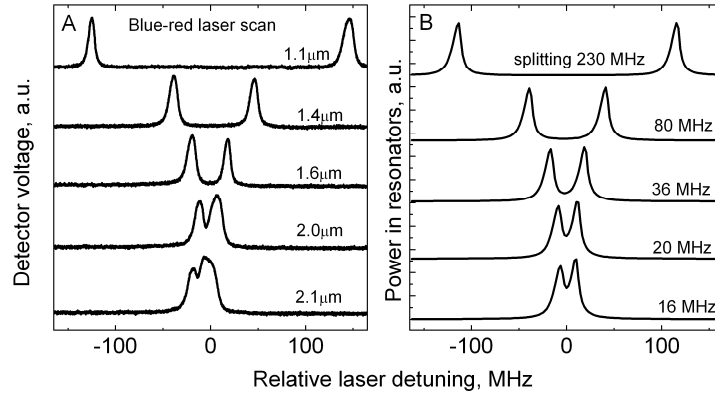 A
Blue-red laser scan
1.1μm
1.4μm
1.6μm
2.0μm
2.1μm
Detector voltage, a.u.
-100 0 100
B
splitting 230 MHz
80 MHz
36 MHz
20 MHz
16 MHz
Power in resonators, a.u.
-100 0 100
Relative laser detuning, MHz